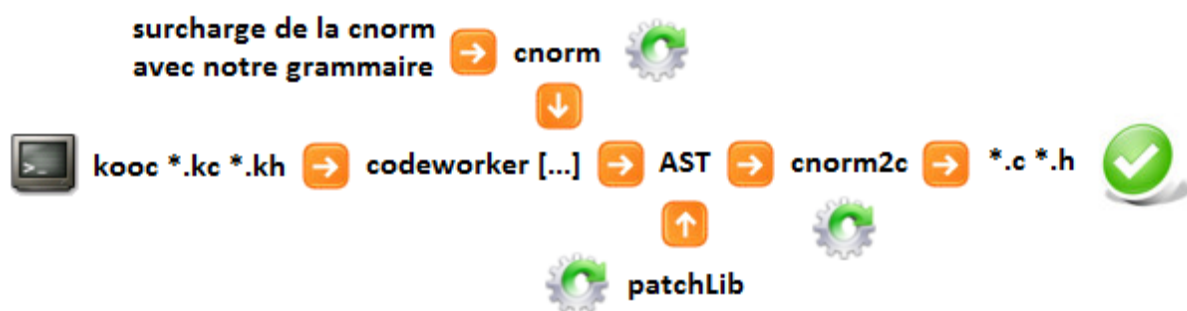 surcharge de la cnorm
avec notre grammaire
cnorm
kooc *.kc *.kh
codeworker [...]
AST
cnorm2c
*.c *.h
patchLib